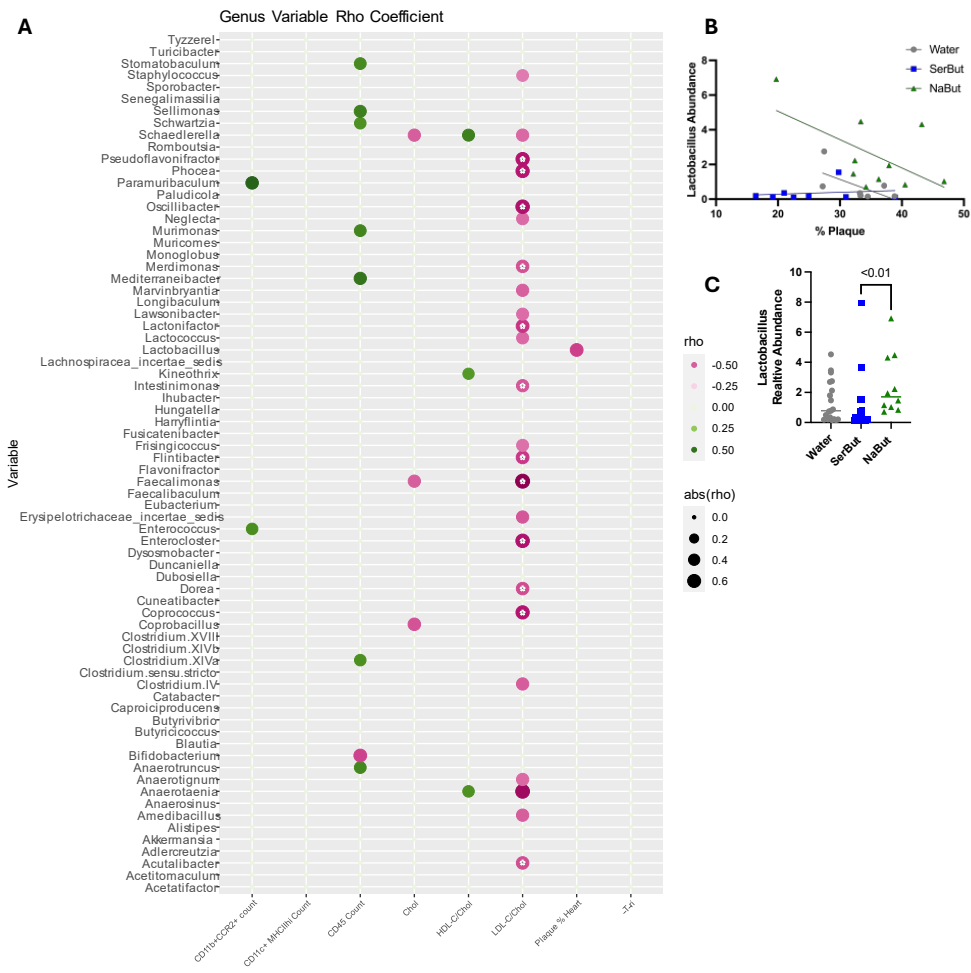 A
Genus Variable Rho Coefficient
Variable
Tyzzerel
Turicibacter
Stomatobaculum
Staphylococcus
Sporobacter
Senegalimassilia
Sellimonas
Schwartzia
Schaedlerella
Romboutsia
Pseudoflavonifractor
Phocea
Paramuribaculum
Paludicola
Oscillibacter
Neglecta
Murimonas
Muricomes
Monoglobus
Merdimonas
Mediterraneibacter
Marvinbryantia
Longibaculum
Lawsonibacter
Lactonifactor
Lactococcus
Lactobacillus
Lachnospiracea_incertae_sedis
Kineothrix
Intestinimonas
Ihubacter
Hungatella
Harryflintia
Fusicatenibacter
Frisingicoccus
Flintibacter
Flavonifractor
Faecalimonas
Faecalibaculum
Eubacterium
Erysipelotrichaceae_incertae_sedis
Enterococcus
Enterocloster
Dysosmobacter
Duncaniella
Dubosiella
Dorea
Cuneatibacter
Coprococcus
Coprobacillus
Clostridium.XVIII
Clostridium.XIVb
Clostridium.XIVa
Clostridium.sensu.stricto
Clostridium.IV
Catabacter
Caproiciproducens
Butyrivibrio
Butyricicoccus
Blautia
Bifidobacterium
Anaerotruncus
Anaerotignum
Anaerotaenia
Anaerosinus
Amedibacillus
Alistipes
Akkermansia
Adlercreutzia
Acutalibacter
Acetitomaculum
Acetatifactor
CD11b+CCR2+ count
CD11c+ MHCIIhi Count
CD45 Count
Chol
HDL-C/Chol
LDL-C/Chol
Plaque % Heart
-T-ri
rho
-0.50
-0.25
0.00
0.25
0.50
abs(rho)
0.0
0.2
0.4
0.6
B
Water
SerBut
NaBut
Lactobacillus Abundance
8
6
4
2
0
10
20
30
40
50
% Plaque
C
<0.01
Lactobacillus
Realtive Abundance
10
8
6
4
2
0
Water
SerBut
NaBut